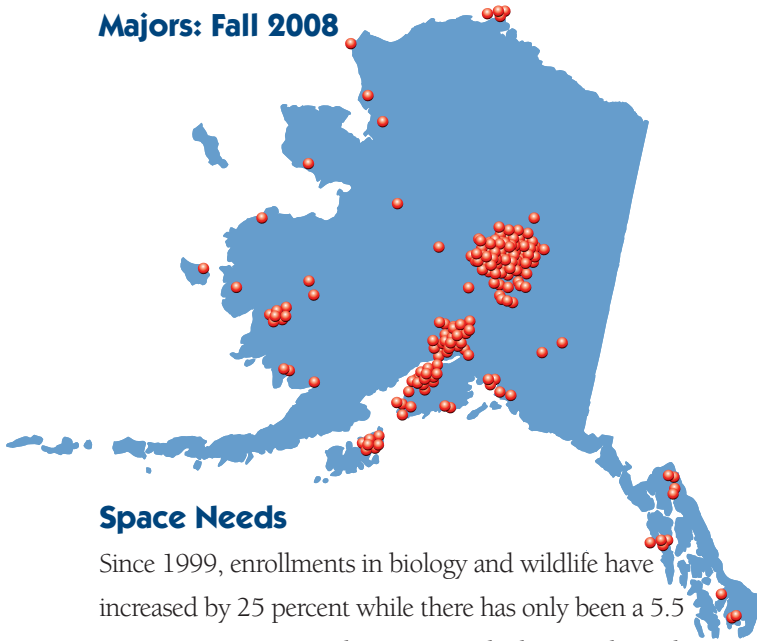 Majors: Fall 2008
Space Needs
Since 1999, enrollments in biology and wildlife have
increased by 25 percent while there has only been a 5.5